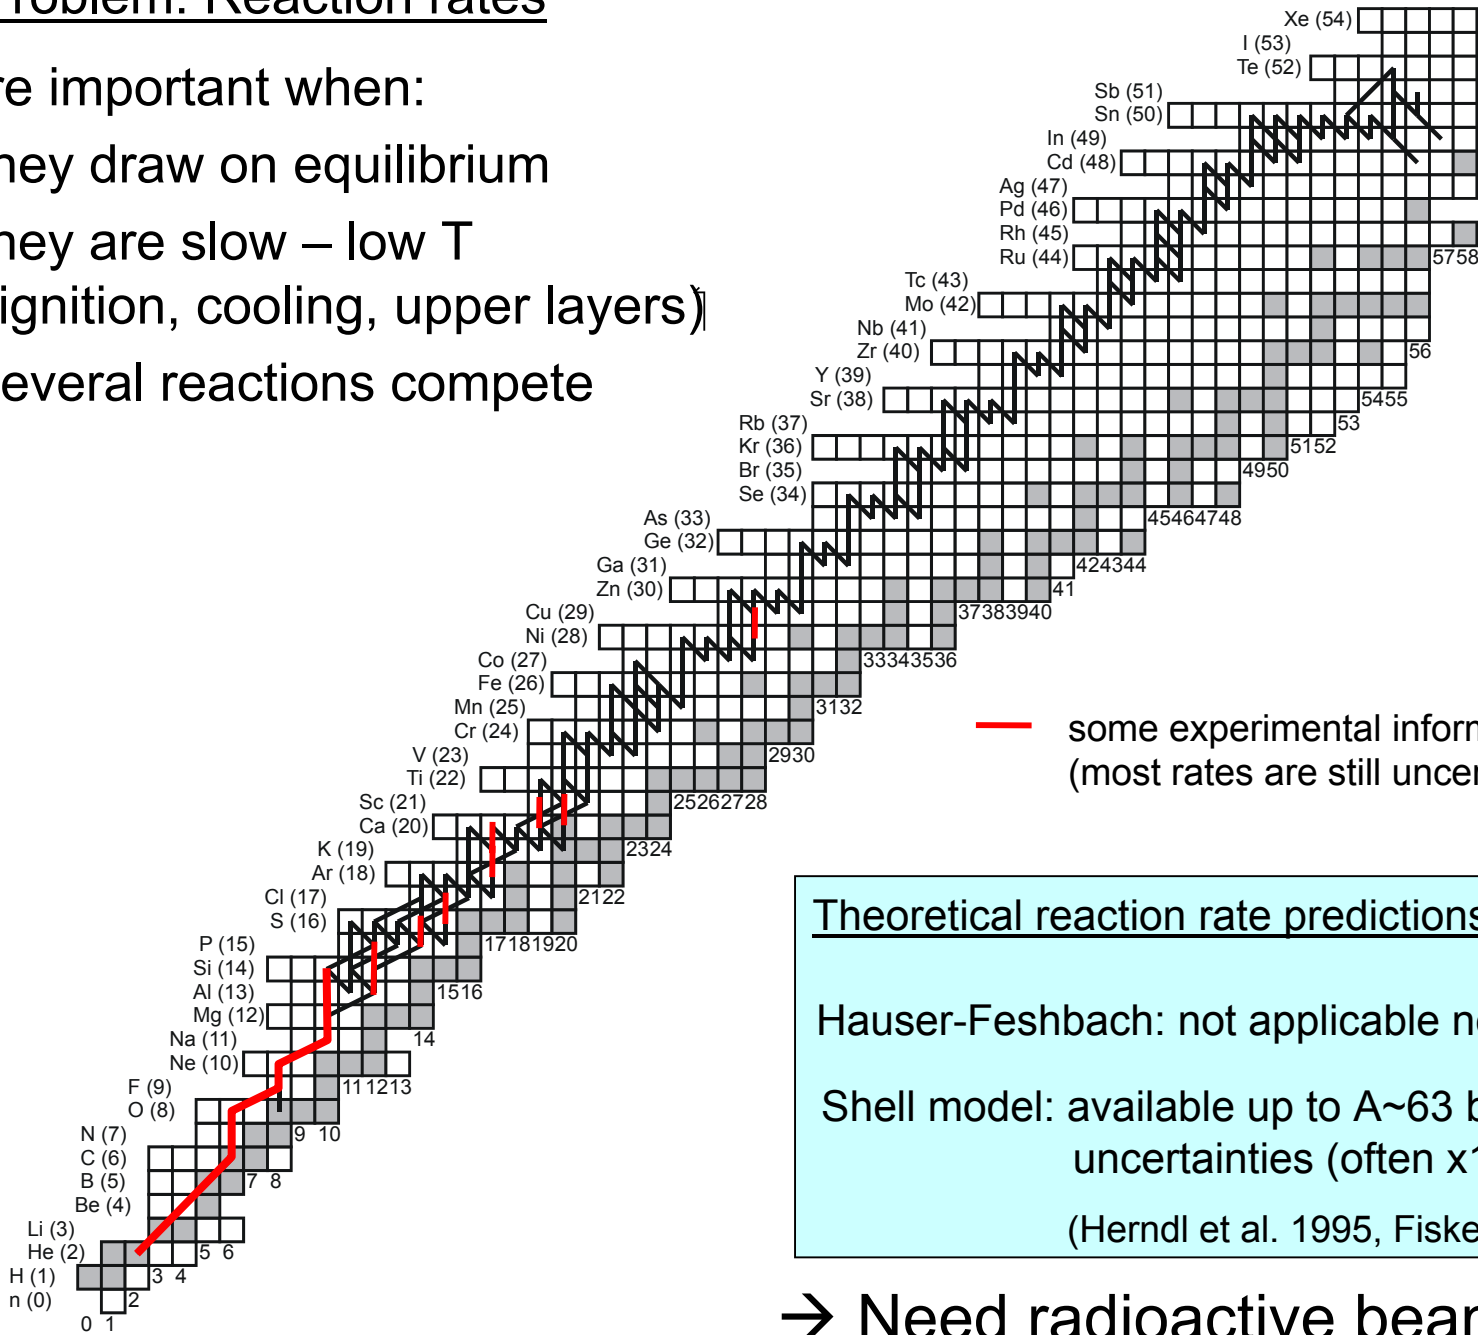 roblem: Reaction rates
re important when:
hey draw on equilibrium
hey are slow – low T
ignition, cooling, upper layers)
everal reactions compete
Xe (54)
I (53)
Te (52)
Sb (51)
Sn (50)
In (49)
Cd (48)
Ag (47)
Pd (46)
Rh (45)
Ru (44)
5758
Tc (43)
Mo (42)
Nb (41)
Zr (40)
56
Y (39)
Sr (38)
5455
Rb (37)
53
Kr (36)
5152
Br (35)
4950
Se (34)
45464748
As (33)
Ge (32)
424344
Ga (31)
Zn (30)
41
Cu (29)
37383940
Ni (28)
33343536
Co (27)
Fe (26)
Mn (25)
3132
Cr (24)
V (23)
2930
Ti (22)
Sc (21)
25262728
Ca (20)
K (19)
2324
Ar (18)
Cl (17)
2122
S (16)
P (15)
17181920
Si (14)
Al (13)
1516
Mg (12)
Na (11)
14
Ne (10)
F (9)
11 1213
O (8)
N (7)
9 10
C (6)
B (5)
7 8
Be (4)
Li (3)
He (2)
5 6
H (1)
3 4
n (0)
2
0 1
some experimental inform
(most rates are still uncer
Theoretical reaction rate predictions
Hauser-Feshbach: not applicable ne
Shell model: available up to A~63 b
uncertainties (often x1
(Herndl et al. 1995, Fiske
→ Need radioactive bear